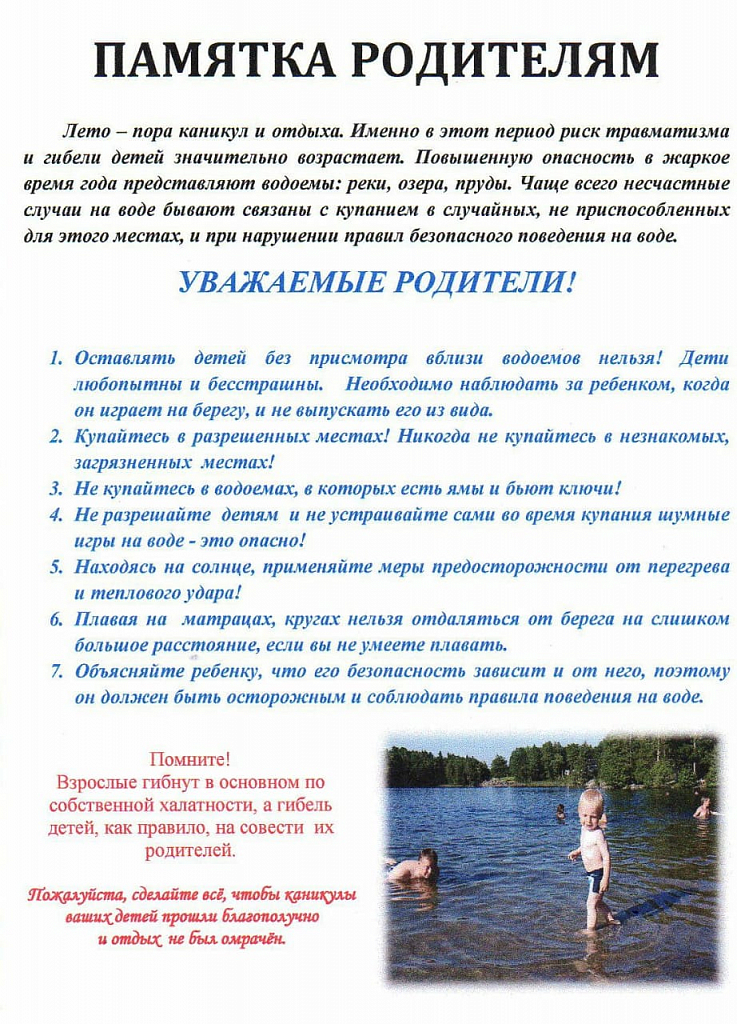 ПАМЯТКА РОДИТЕЛЯМ
Лето – пора каникул и отдыха. Именно в этот период риск травматизма
и гибели детей значительно возрастает. Повышенную опасность в жаркое
время года представляют водоемы: реки, озера, пруды. Чаще всего несчастные
случаи на воде бывают связаны с купанием в случайных, не приспособленных
для этого местах, и при нарушении правил безопасного поведения на воде.
УВАЖАЕМЫЕ РОДИТЕЛИ!
1. Оставлять детей без присмотра вблизи водоемов нельзя! Дети
любопытны и бесстрашны. Необходимо наблюдать за ребенком, когда
он играет на берегу, и не выпускать его из вида.
2. Купайтесь в разрешенных местах! Никогда не купайтесь в незнакомых,
загрязненных местах!
3. Не купайтесь в водоемах, в которых есть ямы и бьют ключи!
4. Не разрешайте детям и не устраивайте сами во время купания шумные
игры на воде - это опасно!
5. Находясь на солнце, применяйте меры предосторожности от перегрева
и теплового удара!
6. Плавая на матрацах, кругах нельзя отдаляться от берега на слишком
большое расстояние, если вы не умеете плавать.
7. Объясняйте ребенку, что его безопасность зависит и от него, поэтому
он должен быть осторожным и соблюдать правила поведения на воде.
Помните!
Взрослые гибнут в основном по
собственной халатности, а гибель
детей, как правило, на совести их
родителей.
Пожалуйста, сделайте всё, чтобы каникулы
ваших детей прошли благополучно
и отдых не был омрачён.